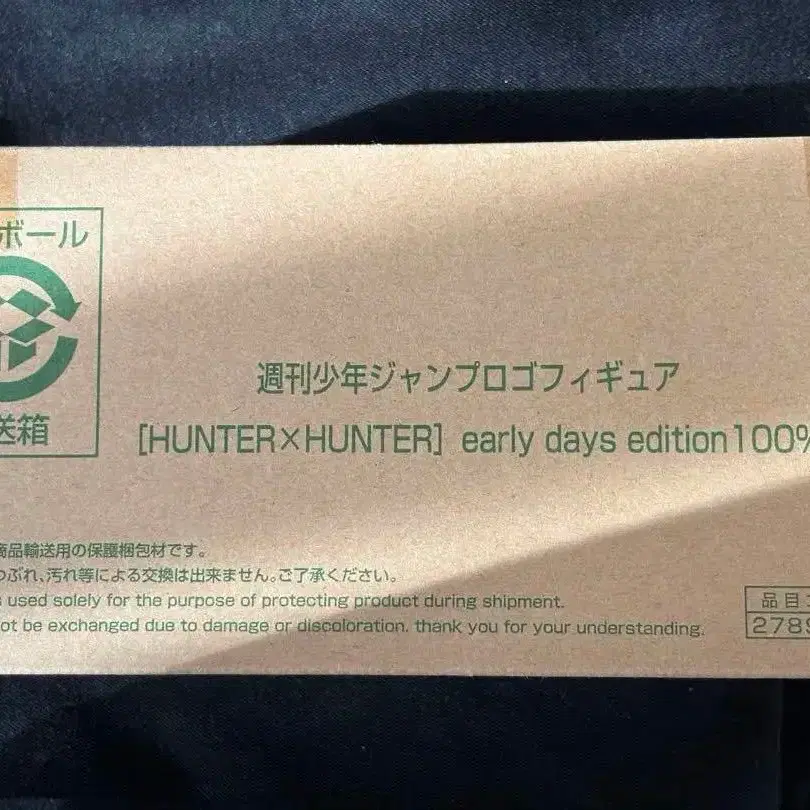 ボール
送箱
週刊少年ジャンプロゴフィギュア
[HUNTER×HUNTER] early days edition100%
商品輸送用の保護梱包材です。
つぶれ､汚れ等による交換は出来ません｡ご了承ください。
used solely for the purpose of protecting product during shipment.
not be exchanged due to damage or discoloration. thank you for your understanding.
品目コ
2789